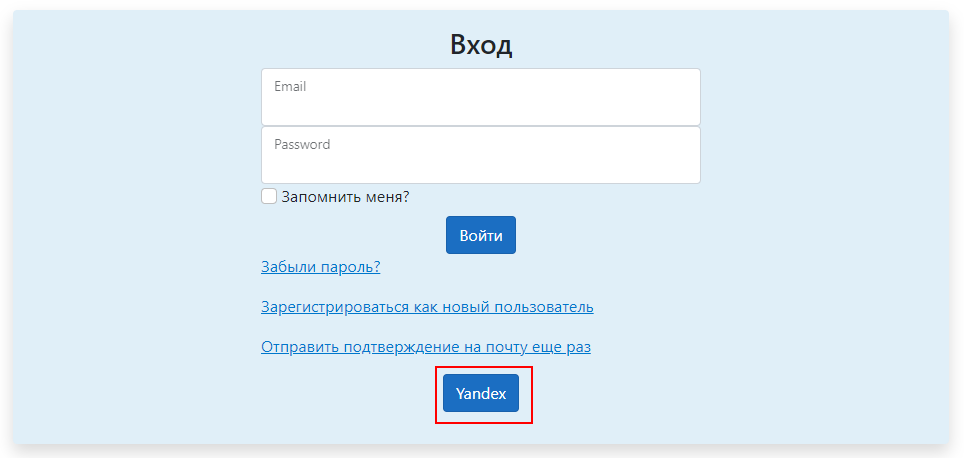 Вход
Email
Password
Запомнить меня?
Войти
Забыли пароль?
Зарегистрироваться как новый пользователь
Отправить подтверждение на почту еще раз
Yandex